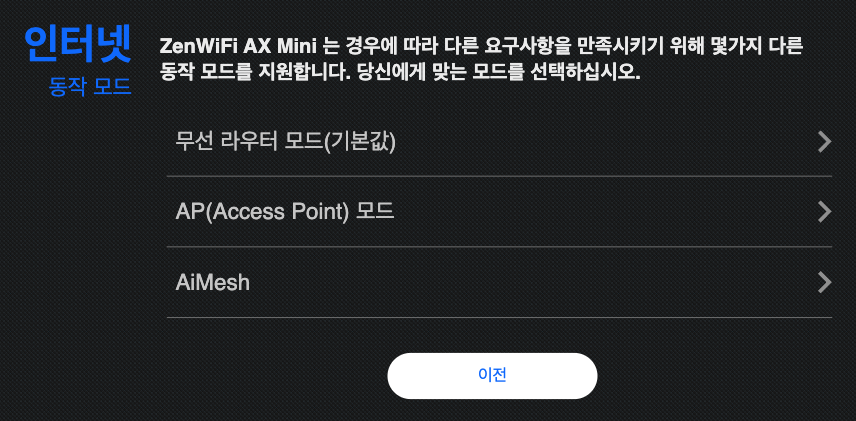 인터넷
동작 모드
ZenWiFi AX Mini 는 경우에 따라 다른 요구사항을 만족시키기 위해 몇가지 다른
동작 모드를 지원합니다. 당신에게 맞는 모드를 선택하십시오.
무선 라우터 모드(기본값)
AP(Access Point) 모드
AiMesh
이전